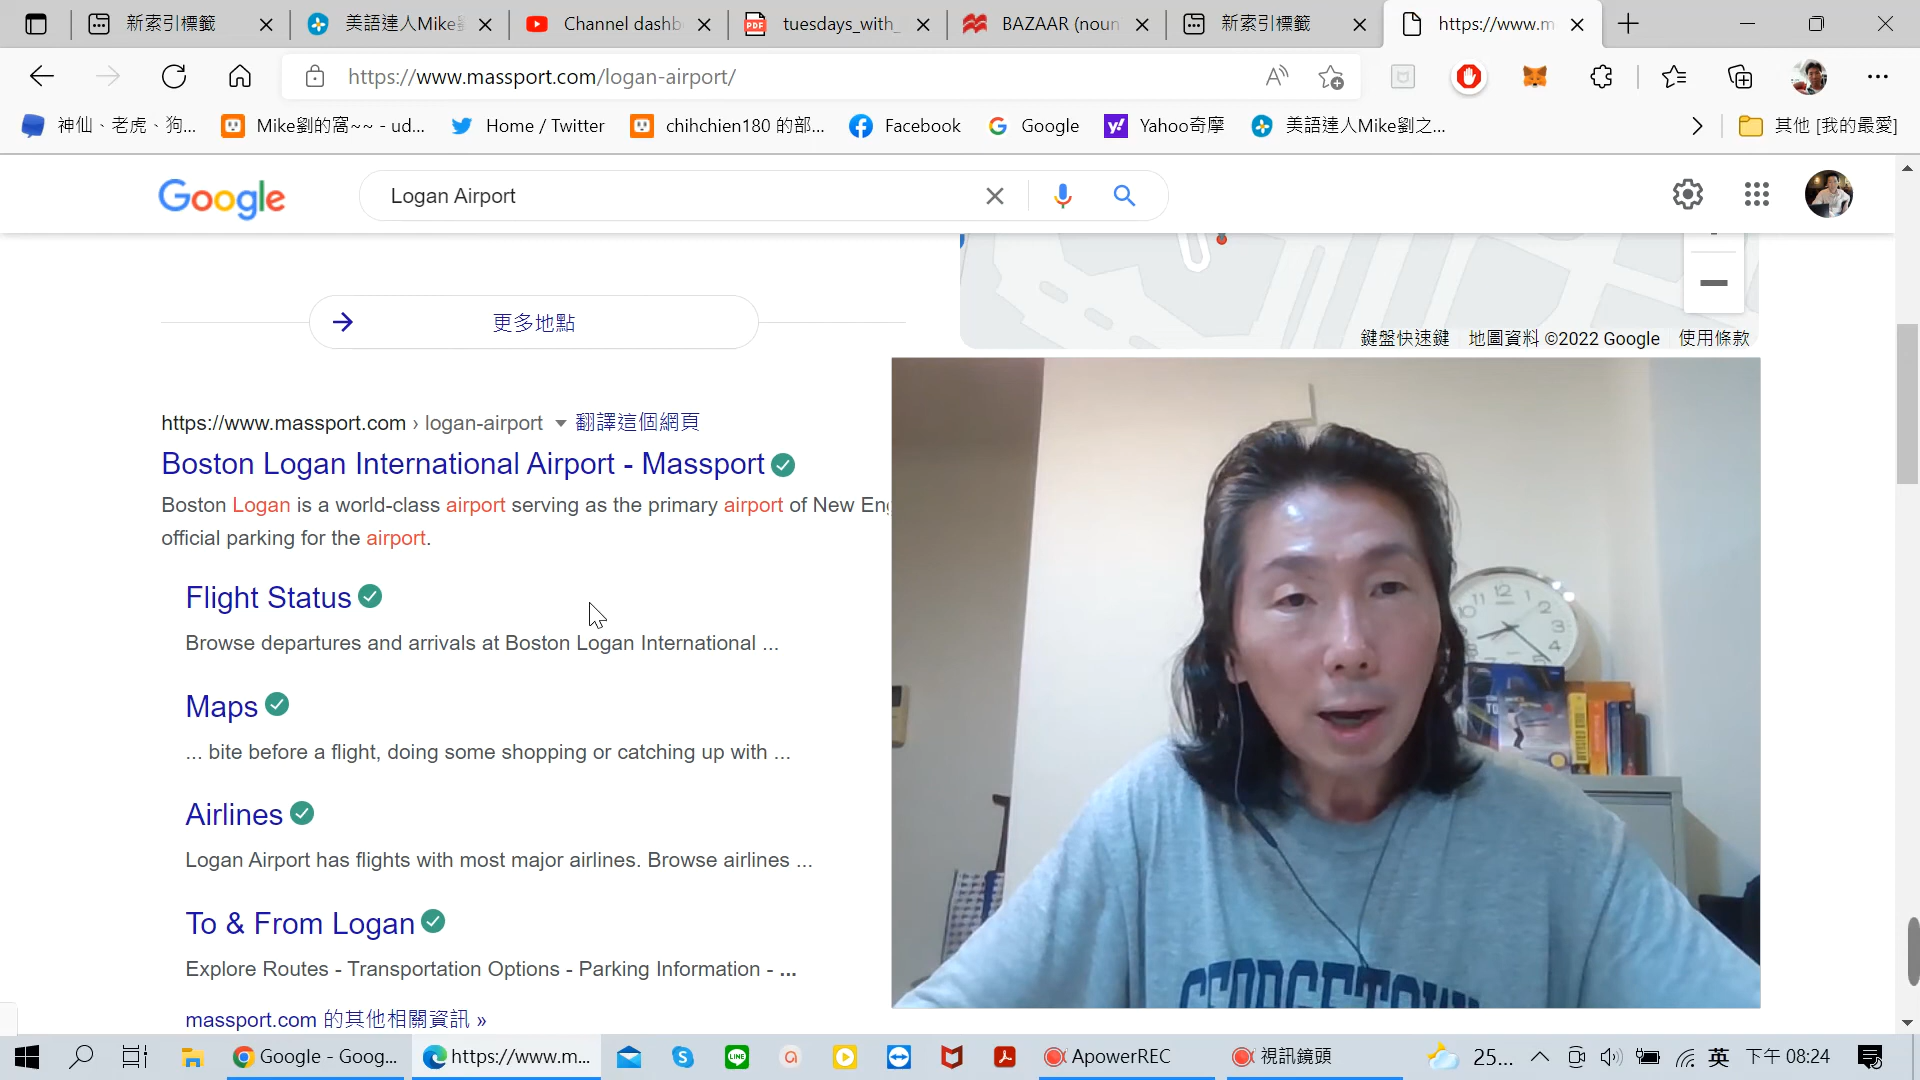 新索引標籤
美語達人Mike
Channel dashb
tuesdays_with_
BAZAAR (noun
新索引標籤
https://www.m
https://www.massport.com/logan-airport/
神仙、老虎、狗...
Mike劉的窩~~ - ud...
Home / Twitter
chihchien180 的部...
Facebook
Google
Yahoo奇摩
美語達人Mike劉之...
其他 [我的最愛]
Google
Logan Airport
更多地點
鍵盤快速鍵 地圖資料 ©2022 Google 使用條款
https://www.massport.com › logan-airport 翻譯這個網頁
Boston Logan International Airport - Massport
Boston Logan is a world-class airport serving as the primary airport of New En
official parking for the airport.
Flight Status
Browse departures and arrivals at Boston Logan International ...
Maps
... bite before a flight, doing some shopping or catching up with ...
Airlines
Logan Airport has flights with most major airlines. Browse airlines ...
To & From Logan
Explore Routes - Transportation Options - Parking Information - ...
massport.com 的其他相關資訊 »
GEORGETOWN
Google - Goog...
https://www.m...
ApowerREC
視訊鏡頭
25...
英
下午 08:24